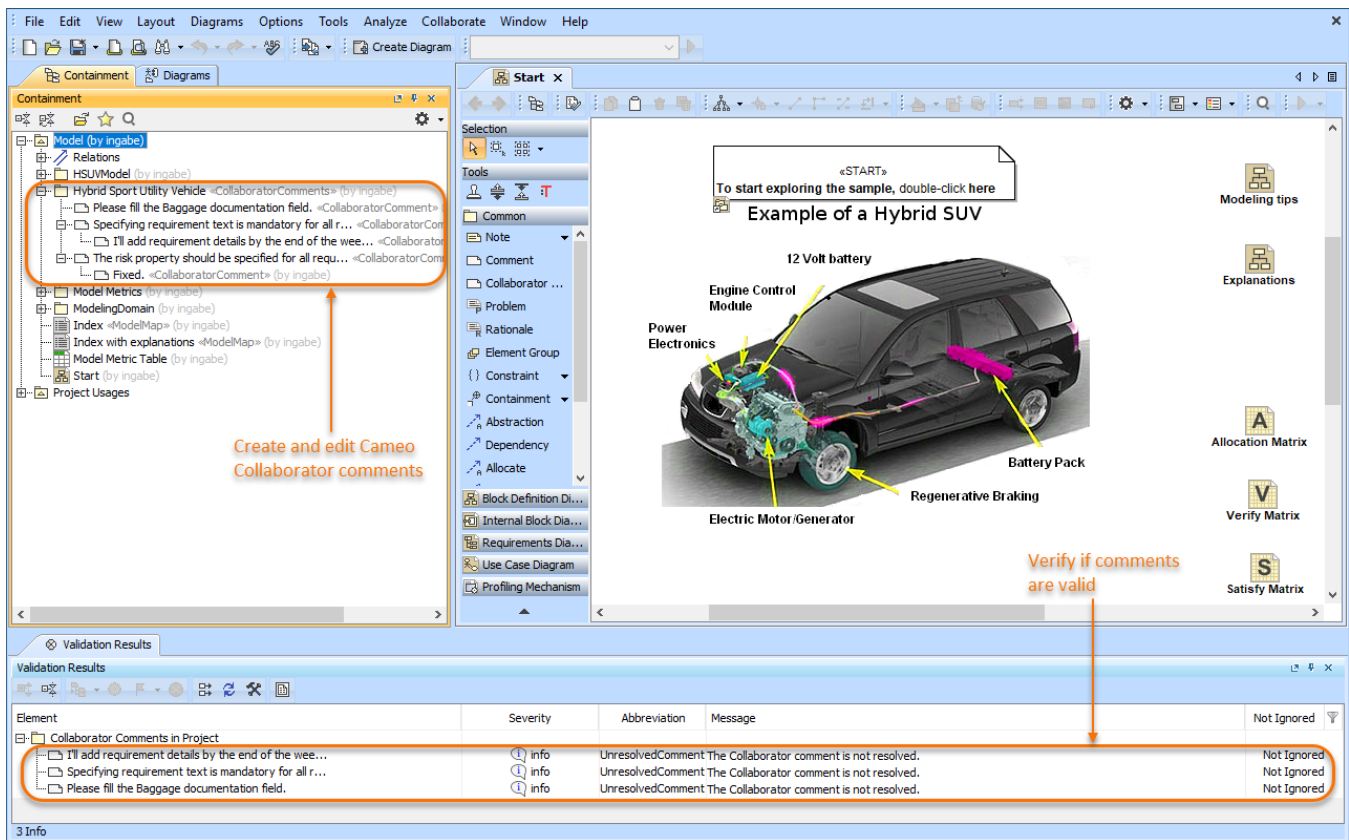 File Edit View Layout Diagrams Options Tools Analyze Collaborate Window Help
Create Diagram
Containment Diagrams
Containment
Model (by ingabe)
Relations
HSUVModel (by ingabe)
Hybrid Sport Utility Vehicle «CollaboratorComments» (by ingabe)
Please fill the Baggage documentation field. «CollaboratorComment»
Specifying requirement text is mandatory for all r... «CollaboratorCom
I'll add requirement details by the end of the wee... «Collaborator
The risk property should be specified for all requ... «CollaboratorCom
Fixed. «CollaboratorComment» (by ingabe)
Model Metrics (by ingabe)
ModelingDomain (by ingabe)
Index «ModelMap» (by ingabe)
Index with explanations «ModelMap» (by ingabe)
Model Metric Table (by ingabe)
Start (by ingabe)
Project Usages
Create and edit Cameo
Collaborator comments
Start
Selection
Tools
Common
Note
Comment
Collaborator ...
Problem
Rationale
Element Group
Constraint
Containment
Abstraction
Dependency
Allocate
Block Definition Di...
Internal Block Dia...
Requirements Dia...
Use Case Diagram
Profiling Mechanism
«START»
To start exploring the sample, double-click here
Example of a Hybrid SUV
12 Volt battery
Engine Control
Module
Power
Electronics
Battery Pack
Regenerative Braking
Electric Motor/Generator
Modeling tips
Explanations
A
Allocation Matrix
V
Verify Matrix
S
Satisfy Matrix
Verify if comments
are valid
Validation Results
Validation Results
Element Severity Abbreviation Message Not Ignored
Collaborator Comments in Project
I'll add requirement details by the end of the wee... info UnresolvedComment The Collaborator comment is not resolved. Not Ignored
Specifying requirement text is mandatory for all r... info UnresolvedComment The Collaborator comment is not resolved. Not Ignored
Please fill the Baggage documentation field. info UnresolvedComment The Collaborator comment is not resolved. Not Ignored
3 Info